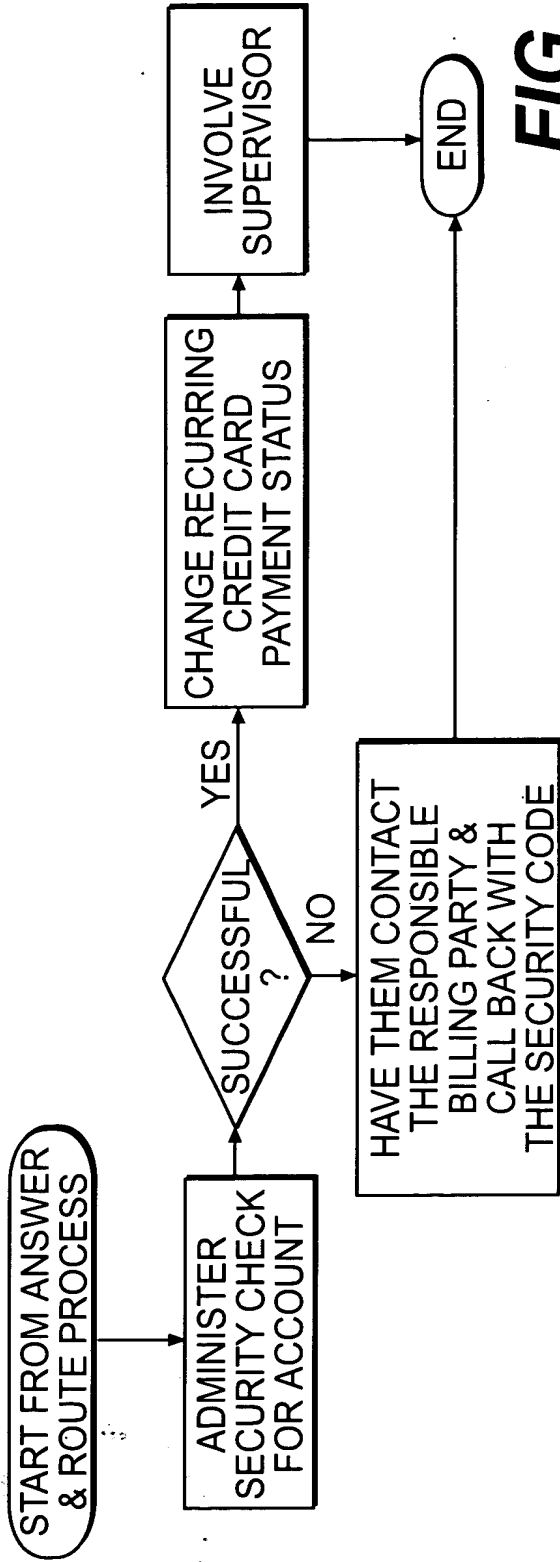 START FROM ANSWER
& ROUTE PROCESS
ADMINISTER
SECURITY CHECK
FOR ACCOUNT
SUCCESSFUL
?
YES
NO
CHANGE RECURRING
CREDIT CARD
PAYMENT STATUS
INVOLVE
SUPERVISOR
HAVE THEM CONTACT
THE RESPONSIBLE
BILLING PARTY &
CALL BACK WITH
THE SECURITY CODE
END
FIG